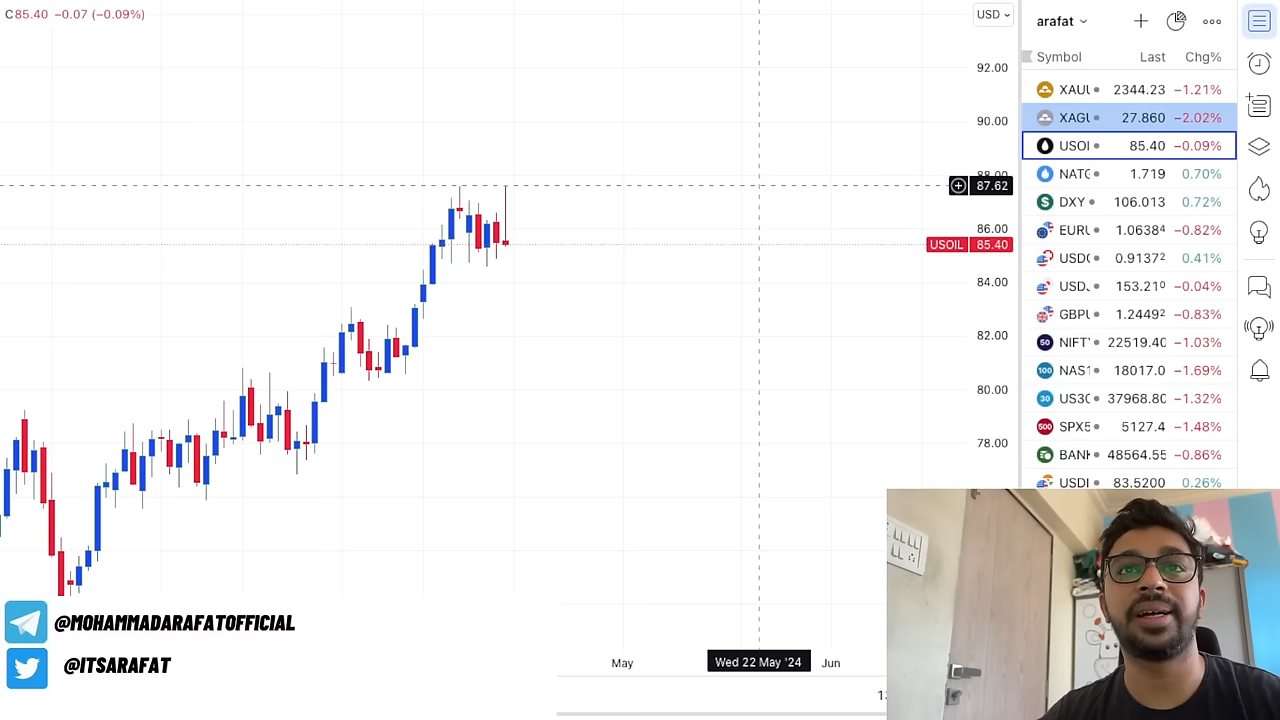 C85.40 −0.07 (−0.09%)
USD
arafat
Symbol Last Chg%
92.00
XAUU 2344.23 −1.21%
90.00
XAGU 27.860 −2.02%
USOI 85.40 −0.09%
88.00
NATG 1.719 0.70%
87.62
DXY 106.013 0.72%
86.00
EURU 1.06384 −0.82%
USOIL 85.40
USDC 0.91372 0.41%
84.00
USDJ 153.210 −0.04%
GBPU 1.24492 −0.83%
82.00
50 NIFTY 22519.40 −1.03%
100 NAS1 18017.0 −1.69%
80.00
30 US30 37968.80 −1.32%
500 SPX5 5127.4 −1.48%
78.00
BANK 48564.55 −0.86%
USDI 83.5200 0.26%
@MOHAMMADARAFATOFFICIAL
@ITSARAFAT
May Wed 22 May '24 Jun